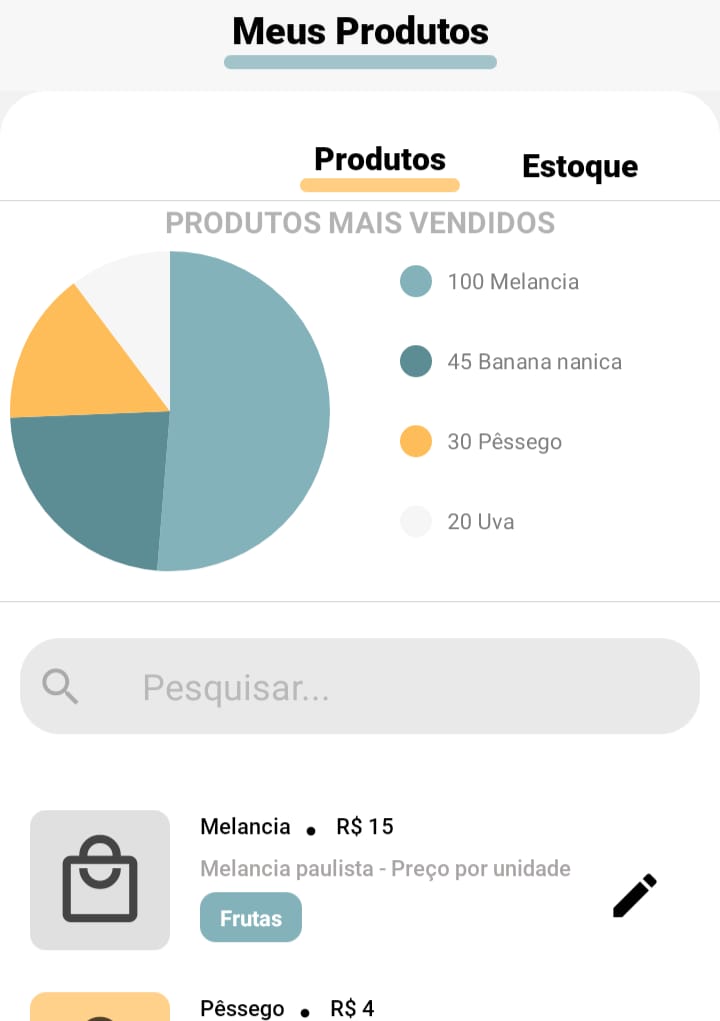 Meus Produtos
Produtos
Estoque
PRODUTOS MAIS VENDIDOS
100 Melancia
45 Banana nanica
30 Pêssego
20 Uva
Pesquisar...
Melancia • R$ 15
Melancia paulista - Preço por unidade
Frutas
Pêssego • R$ 4